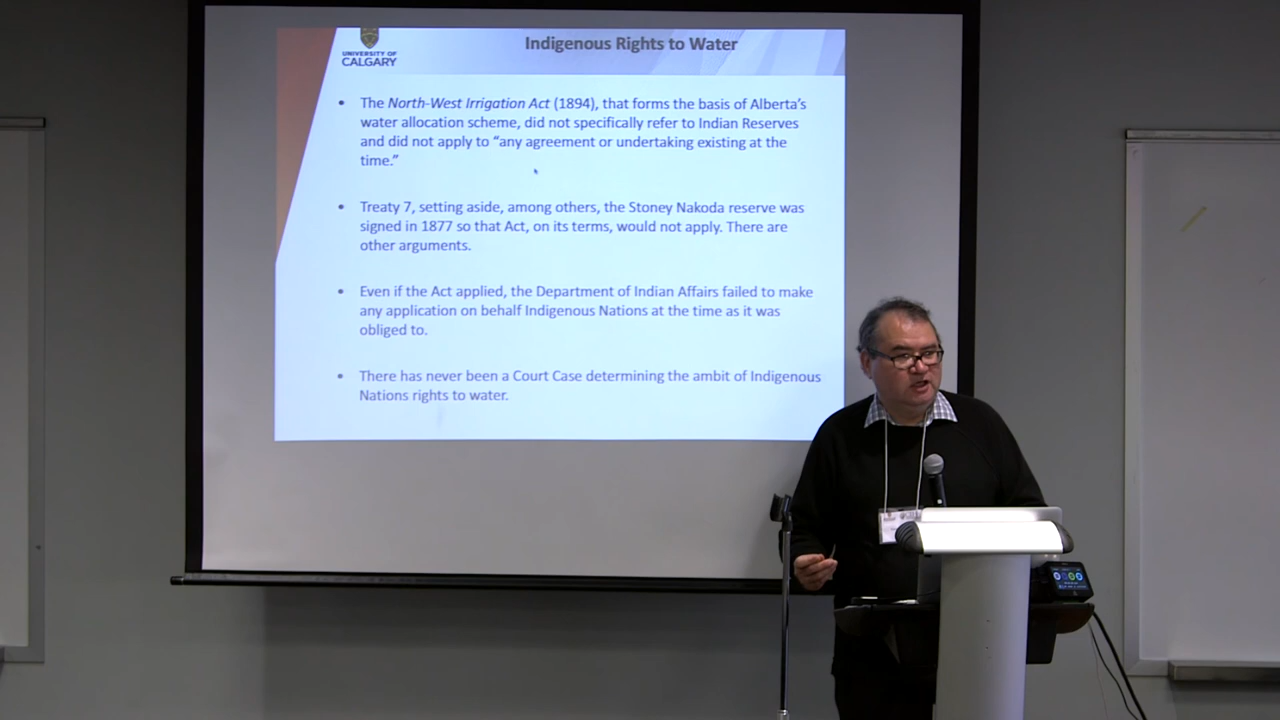 UNIVERSITY OF
CALGARY
Indigenous Rights to Water
• The North-West Irrigation Act (1894), that forms the basis of Alberta's
water allocation scheme, did not specifically refer to Indian Reserves
and did not apply to “any agreement or undertaking existing at the
time.”
• Treaty 7, setting aside, among others, the Stoney Nakoda reserve was
signed in 1877 so that Act, on its terms, would not apply. There are
other arguments.
• Even if the Act applied, the Department of Indian Affairs failed to make
any application on behalf Indigenous Nations at the time as it was
obliged to.
• There has never been a Court Case determining the ambit of Indigenous
Nations rights to water.